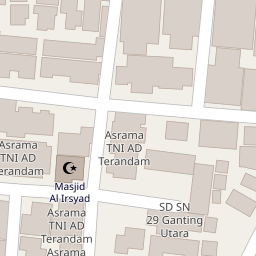 Asrama
TNI AD
Terandam
Asrama
TNI AD
Terandam
Masjid
Al Irsyad
Asrama
TNI AD
Terandam
Asrama
SD SN
29 Ganting
Utara